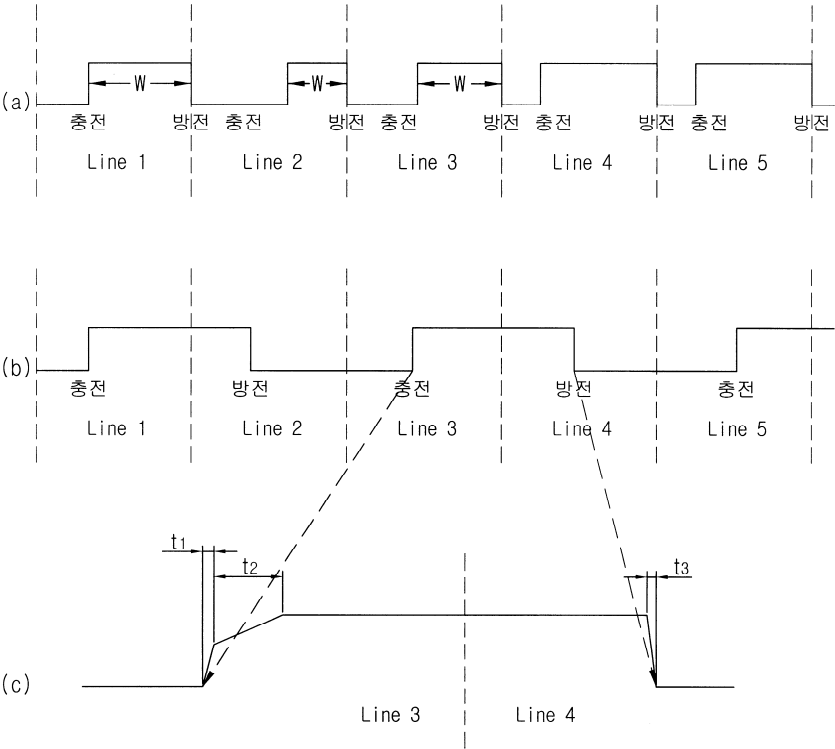 W W W
(a)
충전 방전 충전 방전 충전 방전 충전 방전 충전 방전
Line 1 Line 2 Line 3 Line 4 Line 5
(b)
충전 방전 충전 방전 충전
Line 1 Line 2 Line 3 Line 4 Line 5
t1
t2 t3
(c)
Line 3 Line 4